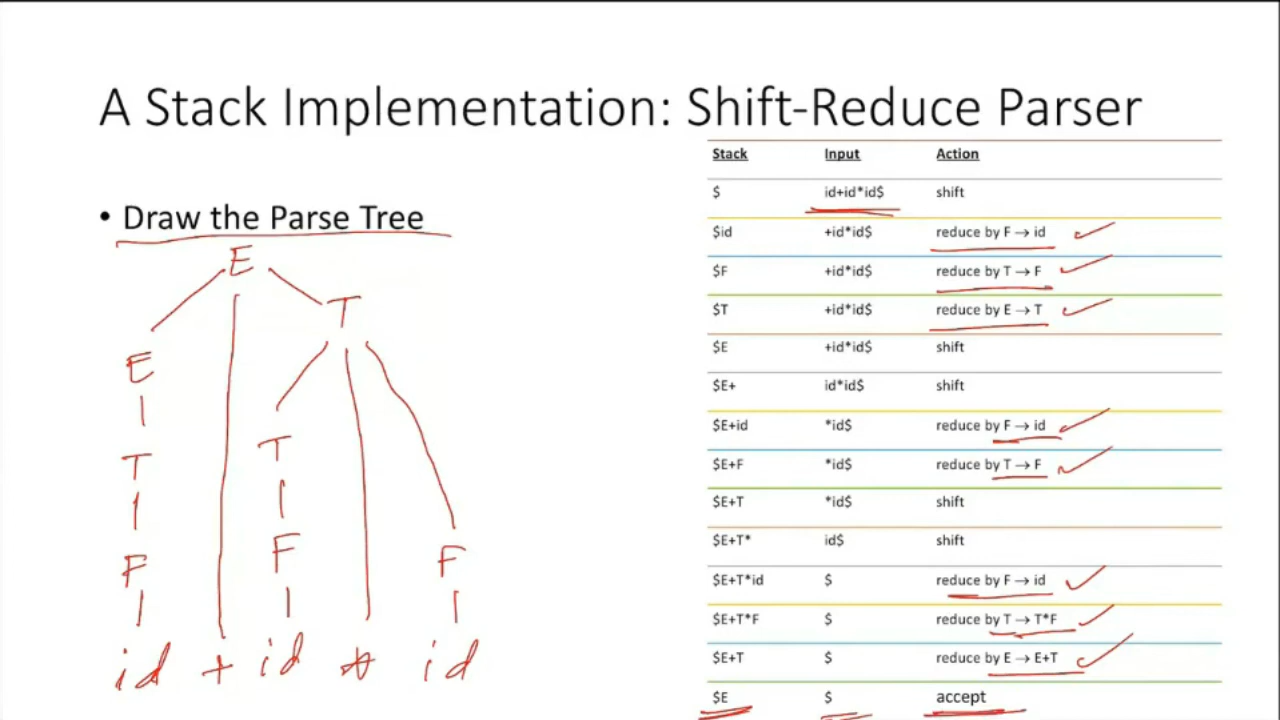 A Stack Implementation: Shift-Reduce Parser
• Draw the Parse Tree
E
T
E
T
T
F
F
F
id + id * id
Stack Input Action
$ id+id*id$ shift
$id +id*id$ reduce by F → id
$F +id*id$ reduce by T → F
$T +id*id$ reduce by E → T
$E +id*id$ shift
$E+ id*id$ shift
$E+id *id$ reduce by F → id
$E+F *id$ reduce by T → F
$E+T *id$ shift
$E+T* id$ shift
$E+T*id $ reduce by F → id
$E+T*F $ reduce by T → T*F
$E+T $ reduce by E → E+T
$E $ accept